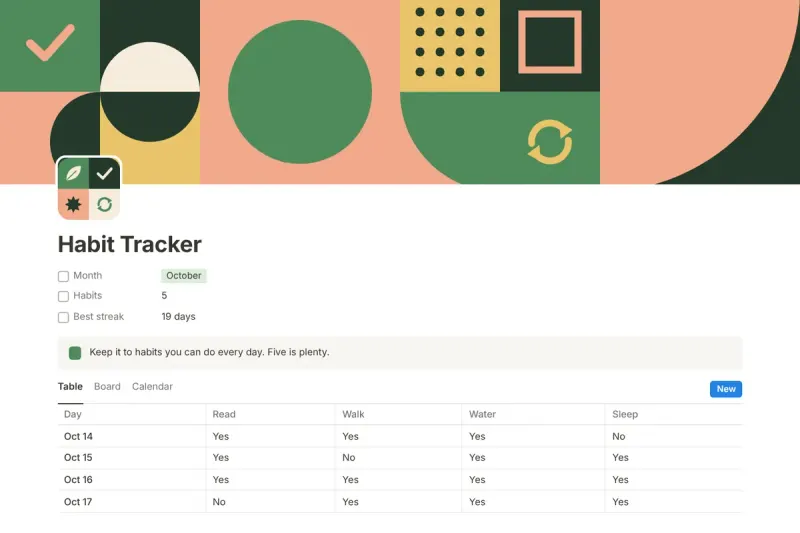 Habit Tracker
Month October
Habits 5
Best streak 19 days
Keep it to habits you can do every day. Five is plenty.
Table Board Calendar New
Day Read Walk Water Sleep
Oct 14 Yes Yes Yes No
Oct 15 Yes No Yes Yes
Oct 16 Yes Yes Yes Yes
Oct 17 No Yes Yes Yes